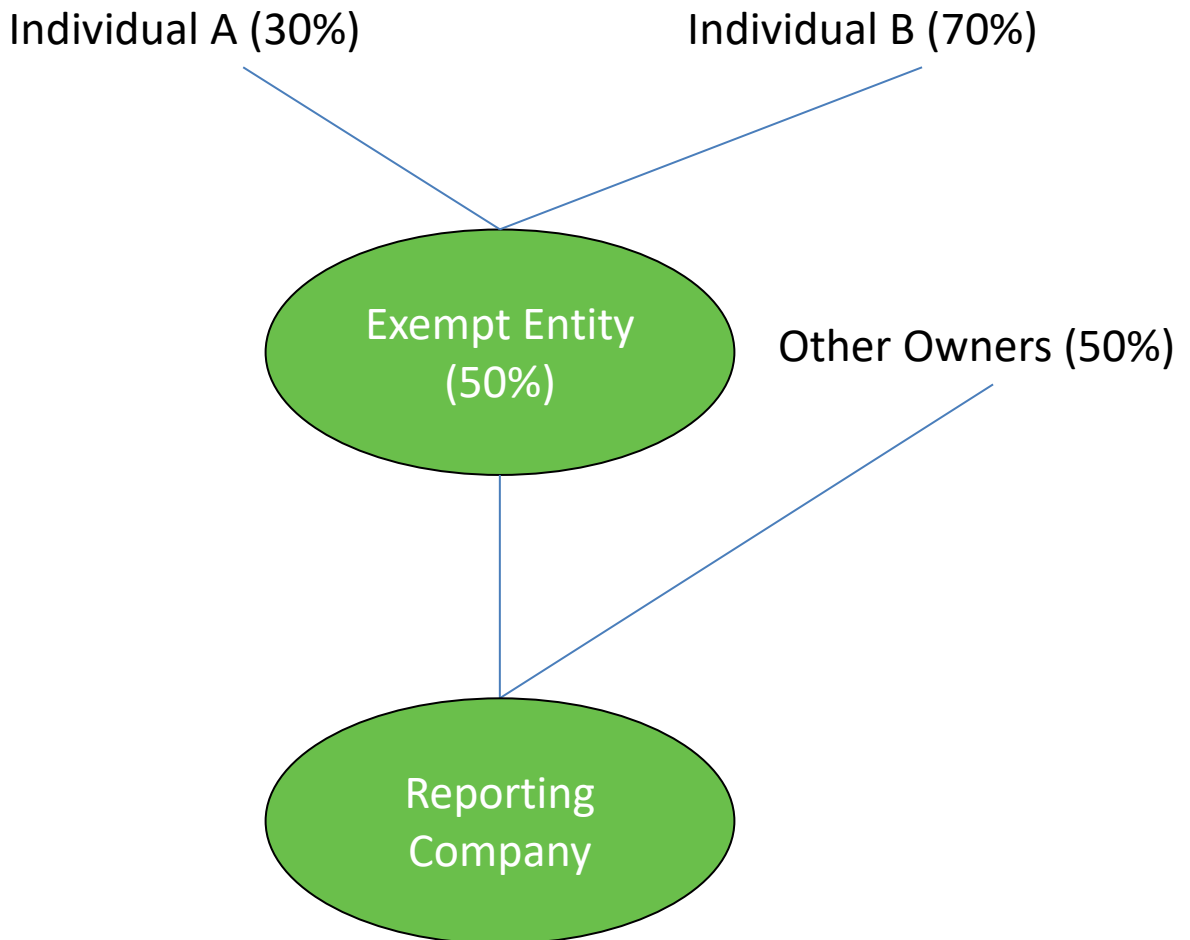 Individual A (30%)
Individual B (70%)
Exempt Entity
(50%)
Other Owners (50%)
Reporting
Company